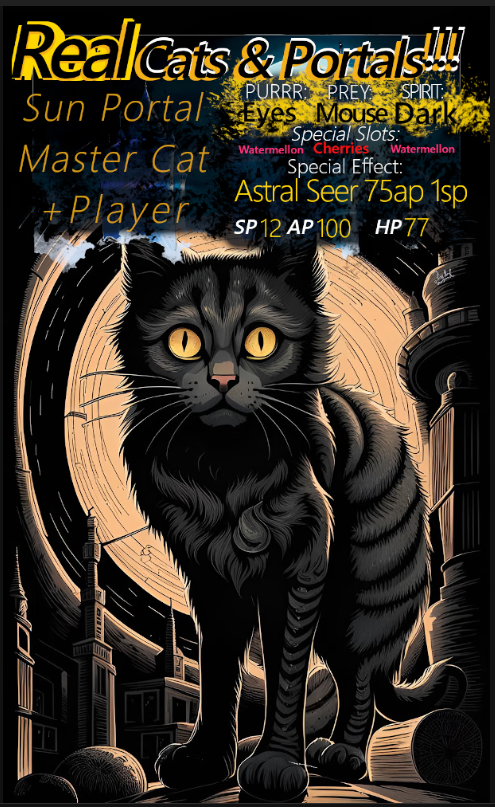 Real Cats & Portals!!!
Sun Portal
Master Cat
+Player
PURRR: PREY: SPIRIT:
Eyes Mouse Dark
Special Slots:
Watermellon Cherries Watermellon
Special Effect:
Astral Seer 75ap 1sp
SP 12 AP 100 HP 77